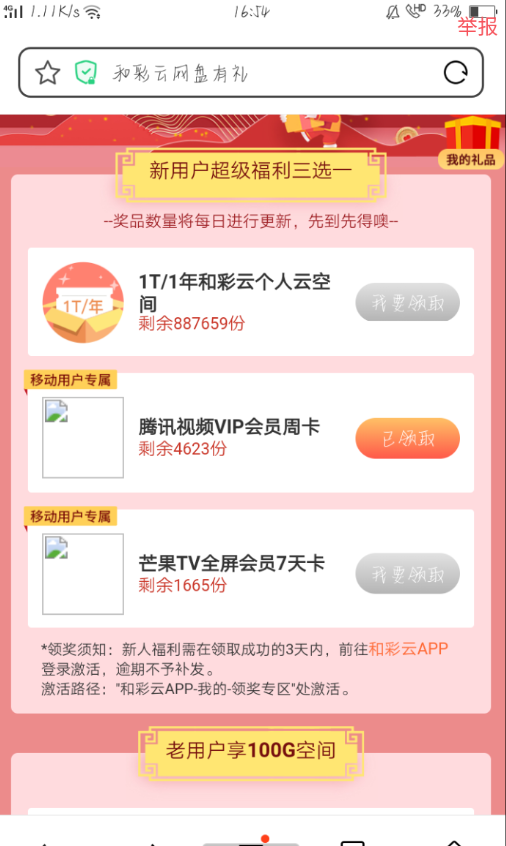 4G 1.11K/s 16:54 HD 33%
举报
和彩云网盘有礼
我的礼品
新用户超级福利三选一
--奖品数量将每日进行更新，先到先得噢--
1T/年
1T/1年和彩云个人云空
间
剩余887659份
我要领取
移动用户专属
腾讯视频VIP会员周卡
剩余4623份
已领取
移动用户专属
芒果TV全屏会员7天卡
剩余1665份
我要领取
*领奖须知：新人福利需在领取成功的3天内，前往和彩云APP
登录激活，逾期不予补发。
激活路径："和彩云APP-我的-领奖专区"处激活。
老用户享100G空间